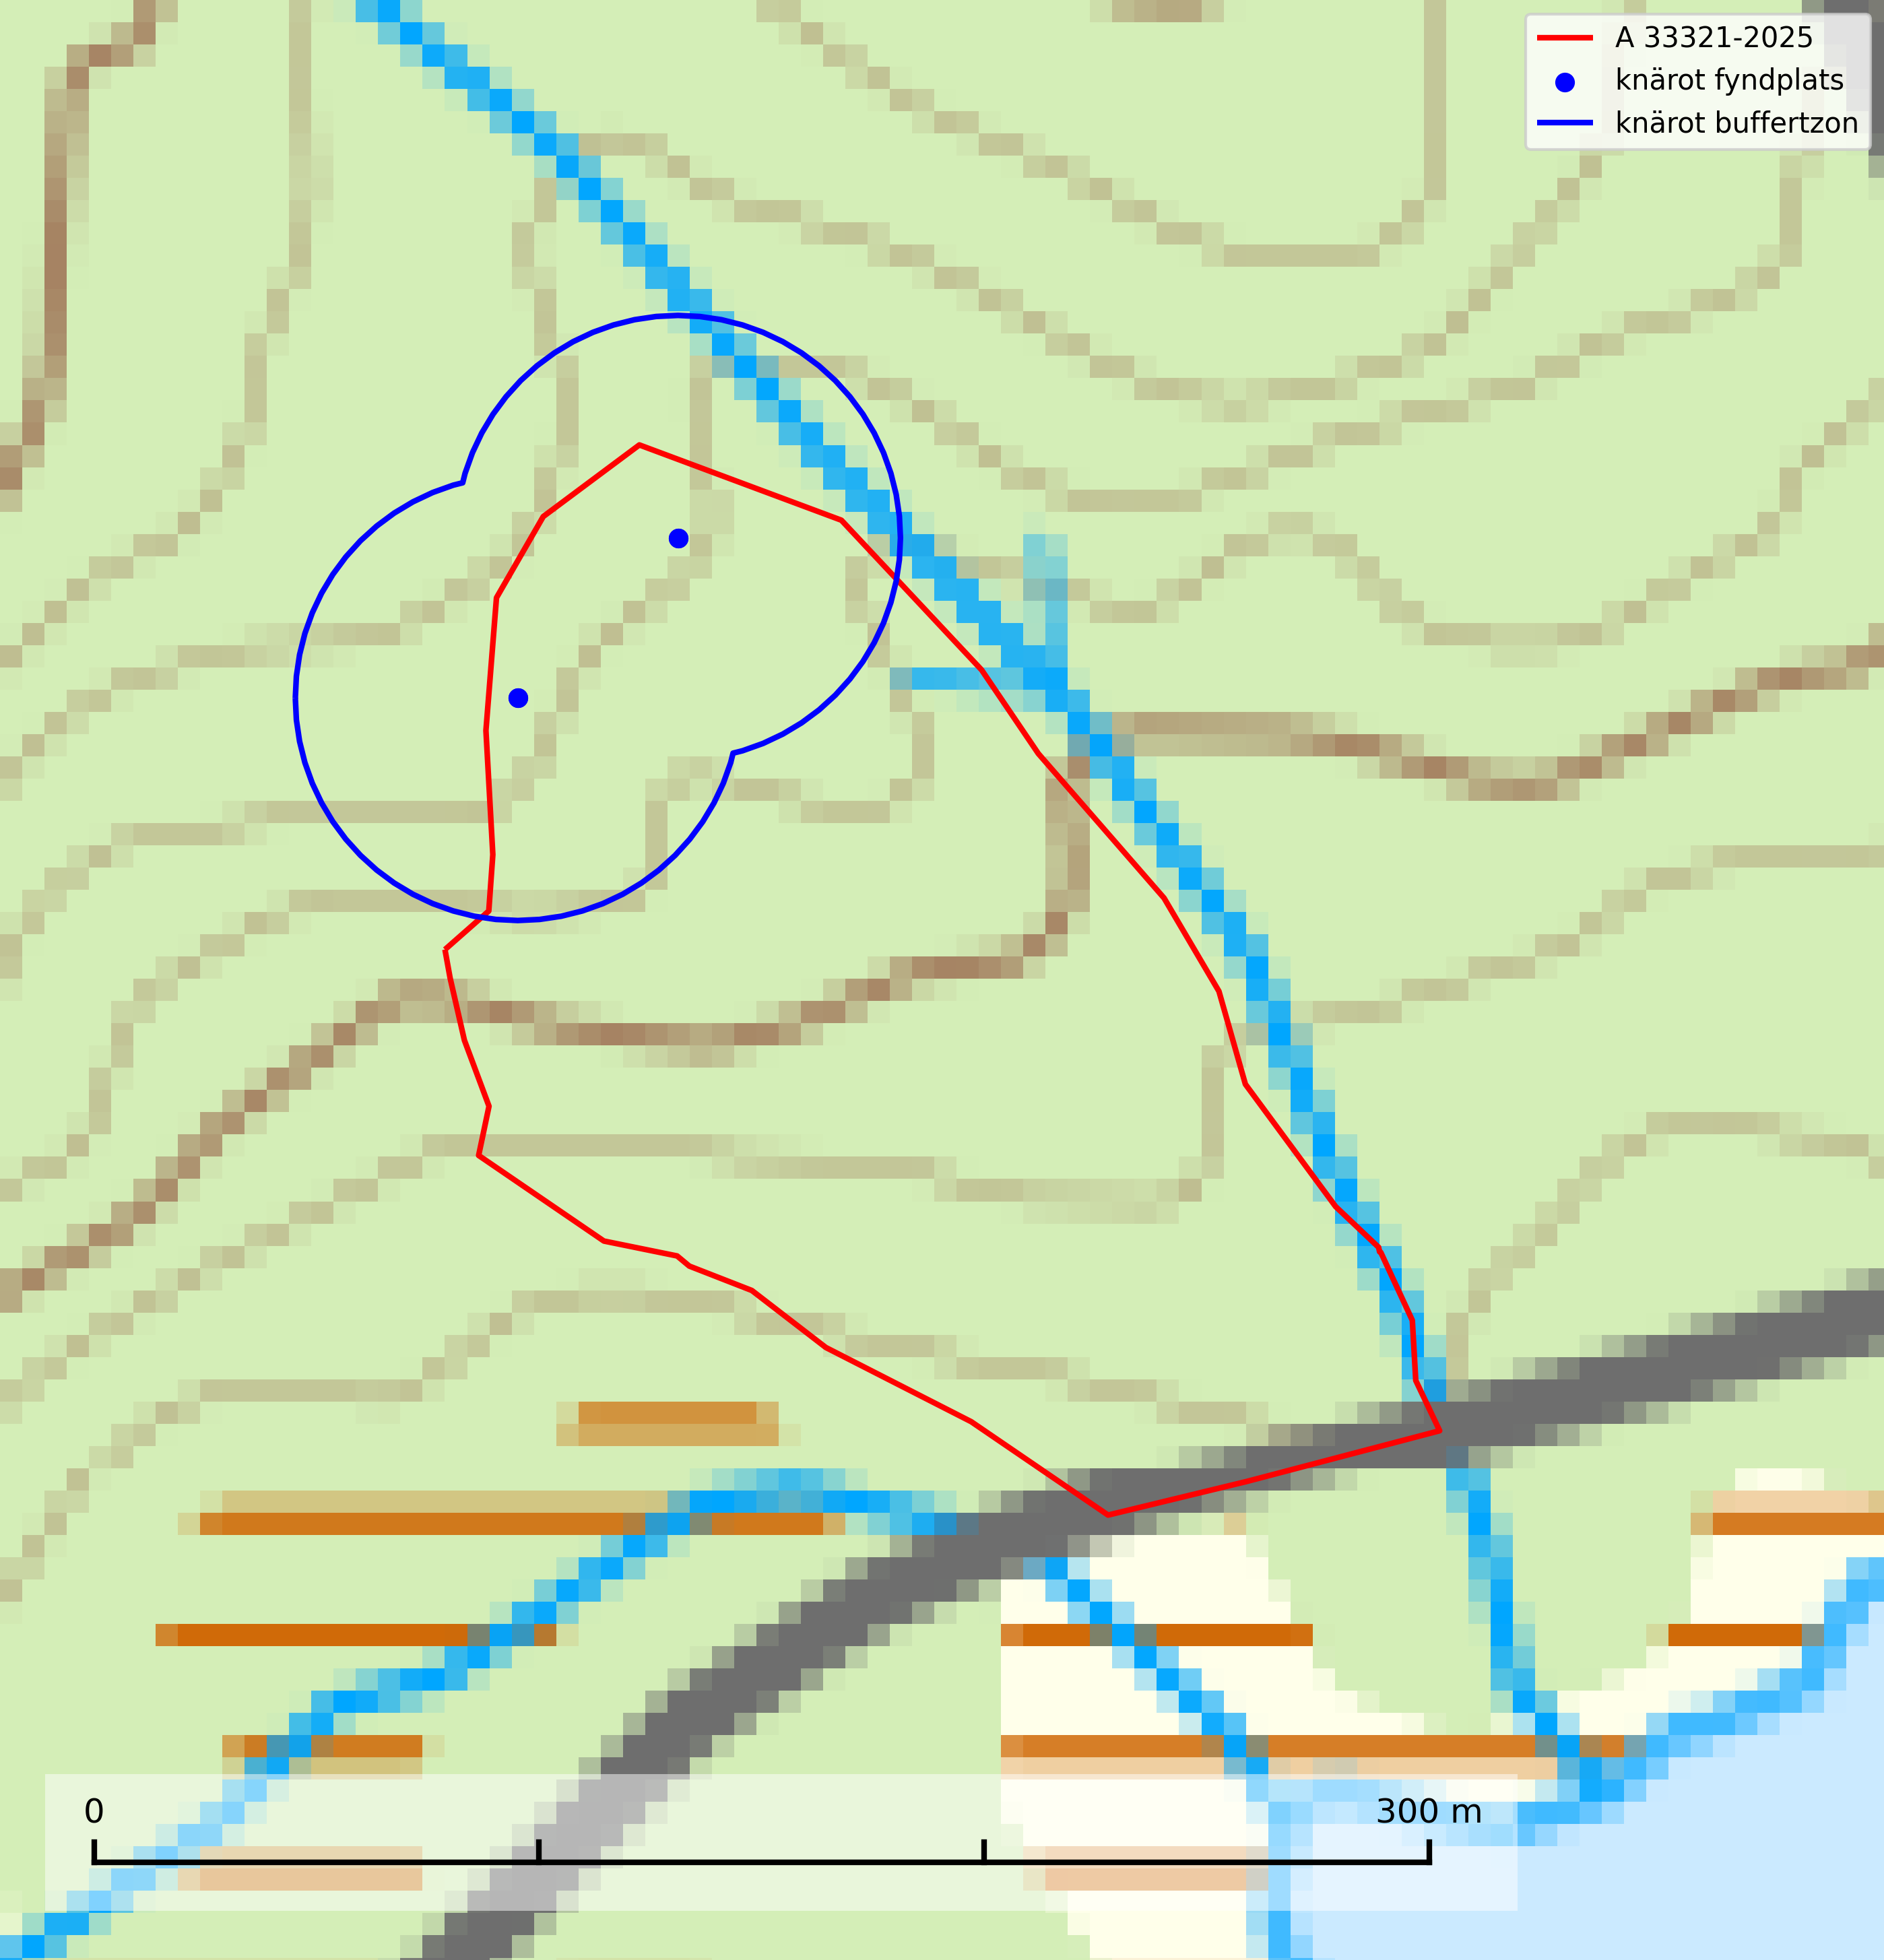 A 33321-2025
knärot fyndplats
knärot buffertzon
0 300 m